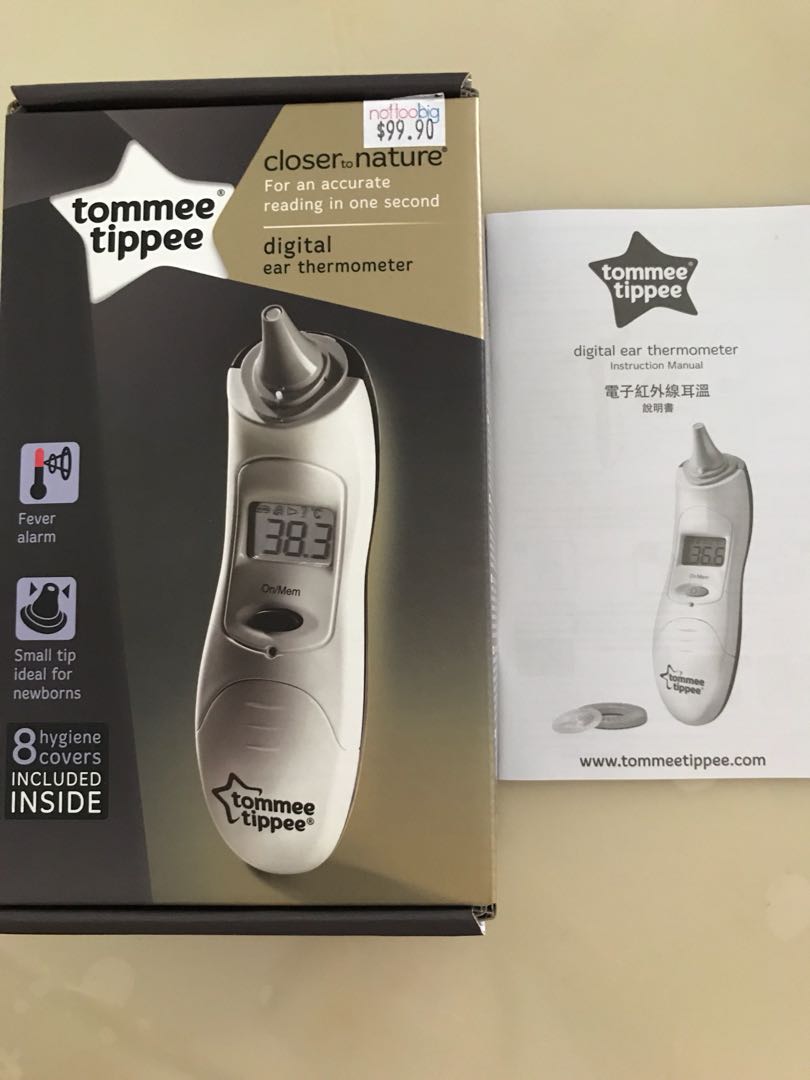 nottoobig
$99.90
closer to nature®
For an accurate
reading in one second
digital
ear thermometer
tommee®
tippee
38.3
On/Mem
Fever
alarm
Small tip
ideal for
newborns
8 hygiene
covers
INCLUDED
INSIDE
tommee
tippee®
tommee®
tippee
digital ear thermometer
Instruction Manual
電子紅外線耳溫
說明書
36.6
On/Mem
tommee
tippee®
www.tommeetippee.com